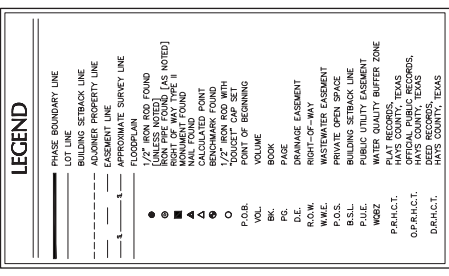 LEGEND
PHASE BOUNDARY LINE
LOT LINE
BUILDING SETBACK LINE
ADJOINER PROPERTY LINE
EASEMENT LINE
APPROXIMATE SURVEY LINE
FLOODPLAIN
1/2" IRON ROD FOUND
[UNLESS NOTED]
IRON PIPE FOUND [AS NOTED]
RIGHT OF WAY TYPE II
MONUMENT FOUND
NAIL FOUND
CALCULATED POINT
BENCHMARK FOUND
1/2" IRON ROD WITH
"DOUCET" CAP SET
P.O.B. POINT OF BEGINNING
VOL. VOLUME
BK. BOOK
PG. PAGE
D.E. DRAINAGE EASEMENT
R.O.W. RIGHT-OF-WAY
W.W.E. WASTEWATER EASEMENT
P.O.S. PRIVATE OPEN SPACE
B.S.L. BUILDING SETBACK LINE
P.U.E. PUBLIC UTILITY EASEMENT
WQBZ WATER QUALITY BUFFER ZONE
P.R.H.C.T. PLAT RECORDS,
HAYS COUNTY, TEXAS
O.P.R.H.C.T. OFFICIAL PUBLIC RECORDS,
HAYS COUNTY, TEXAS
D.R.H.C.T. DEED RECORDS,
HAYS COUNTY, TEXAS